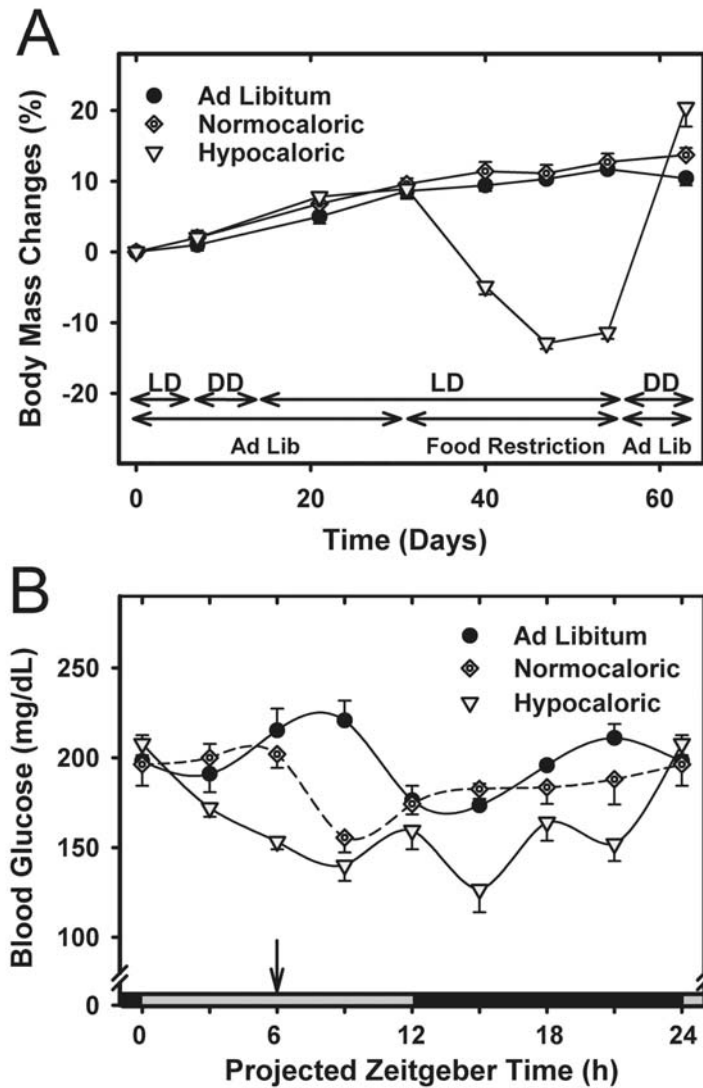 A
Ad Libitum
Normocaloric
Hypocaloric
Body Mass Changes (%)
20
10
0
-10
-20
LD DD LD DD
Ad Lib Food Restriction Ad Lib
0 20 40 60
Time (Days)
B
Ad Libitum
Normocaloric
Hypocaloric
Blood Glucose (mg/dL)
250
200
150
100
0
0 6 12 18 24
Projected Zeitgeber Time (h)